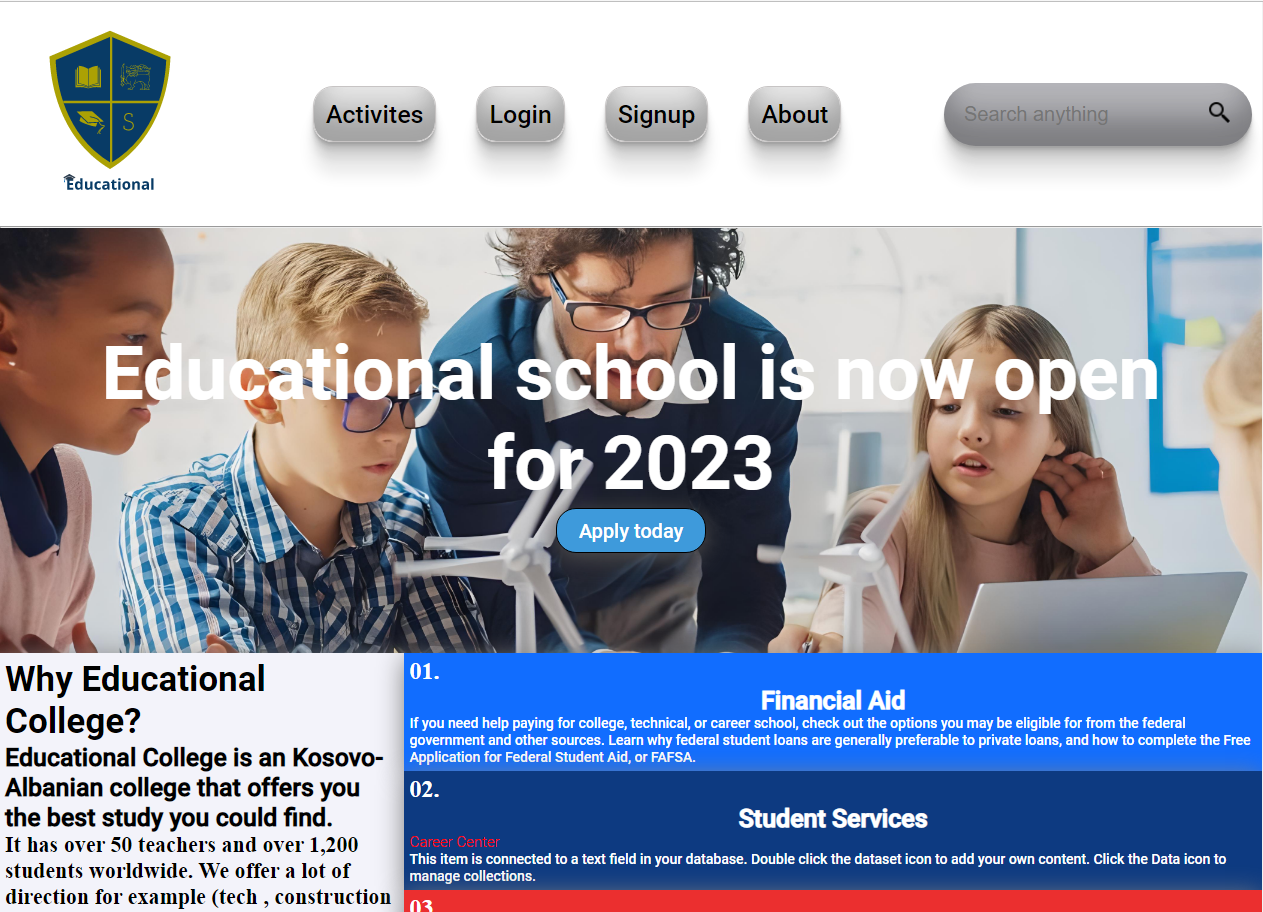 S
Educational
Activites
Login
Signup
About
Search anything
Educational school is now open
for 2023
Apply today
Why Educational
College?
Educational College is an Kosovo-
Albanian college that offers you
the best study you could find.
It has over 50 teachers and over 1,200
students worldwide. We offer a lot of
direction for example (tech , construction
01.
Financial Aid
If you need help paying for college, technical, or career school, check out the options you may be eligible for from the federal
government and other sources. Learn why federal student loans are generally preferable to private loans, and how to complete the Free
Application for Federal Student Aid, or FAFSA.
02.
Student Services
Career Center
This item is connected to a text field in your database. Double click the dataset icon to add your own content. Click the Data icon to
manage collections.
03